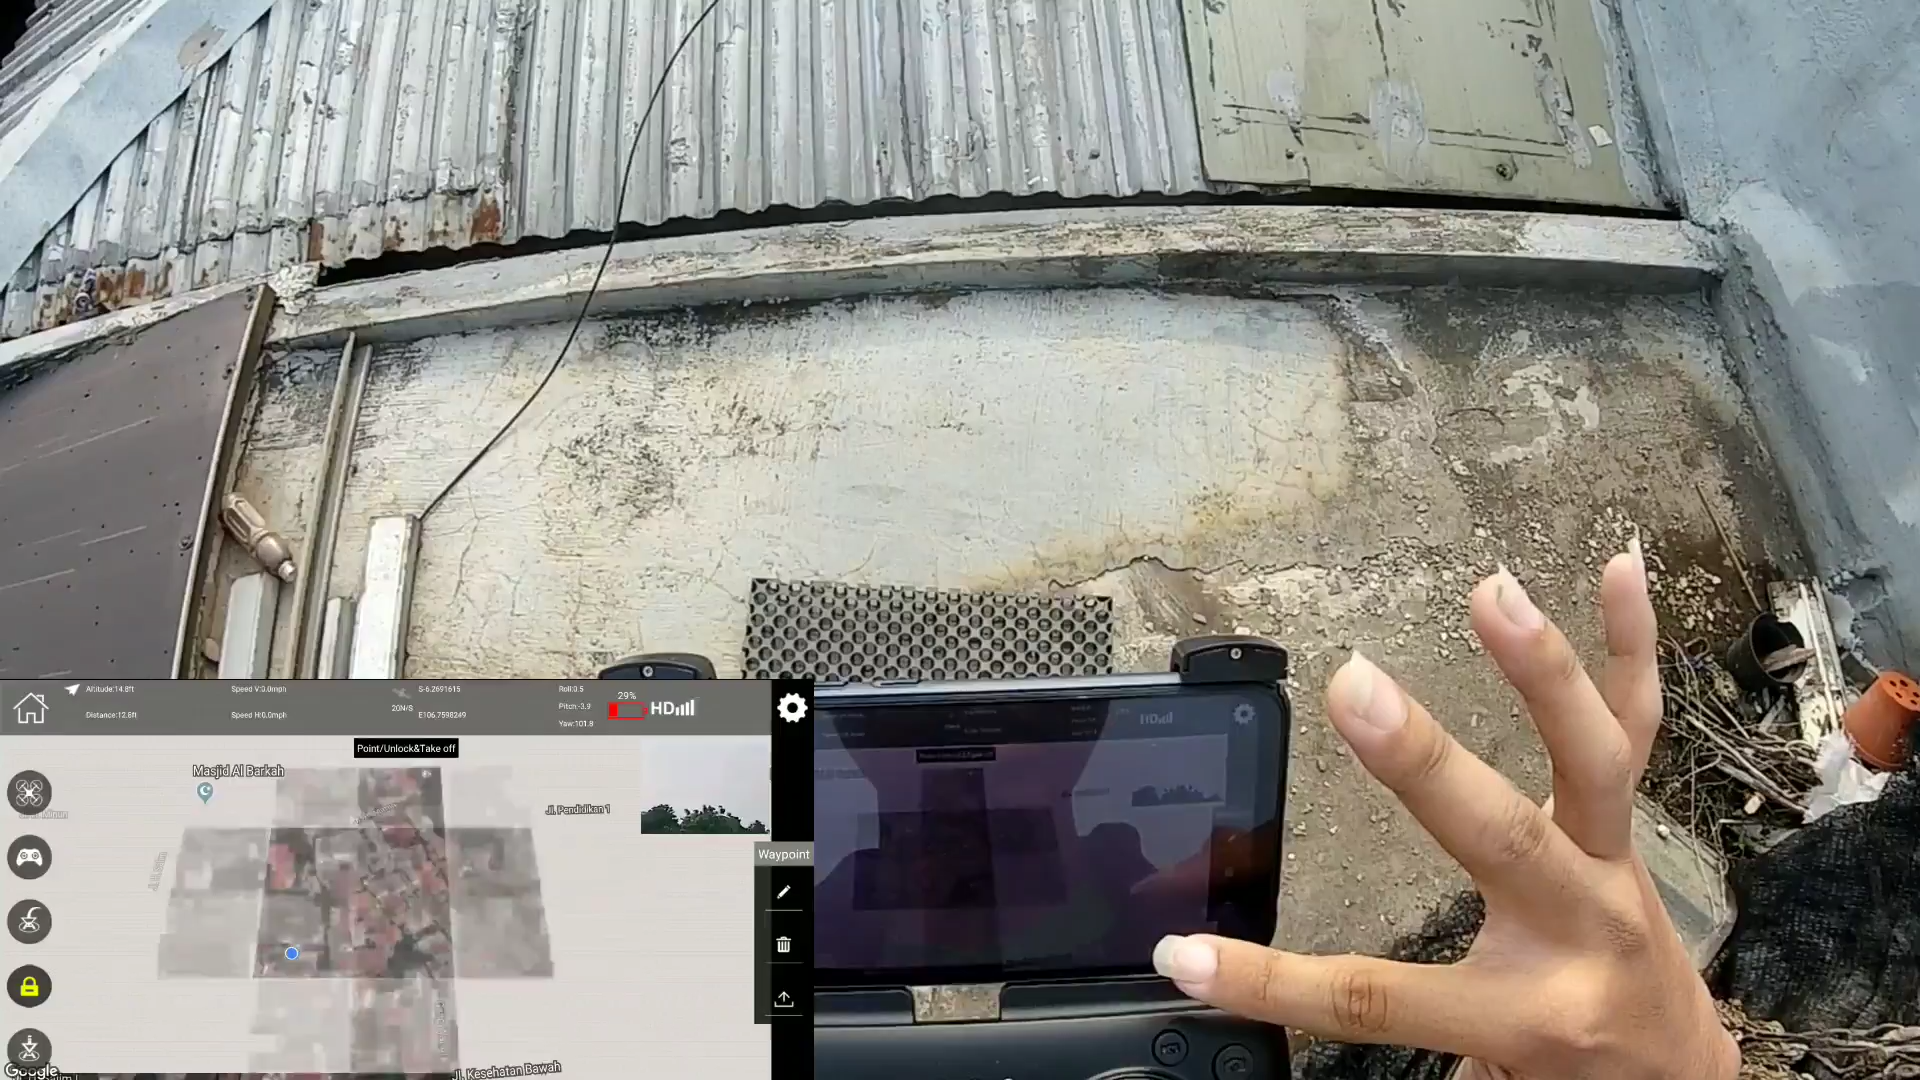 Altitude:14.8ft
Speed V:0.0mph
S-6.2691615
Roll:0.5
29%
HD
Distance:12.8ft
Speed H:0.0mph
20N/S
E106.7598249
Pitch:-3.9
Yaw:101.8
Point/Unlock&Take off
Masjid Al Barkah
Jl. Pendidikan 1
Waypoint
Google
Jl. Kesehatan Bawah
HD